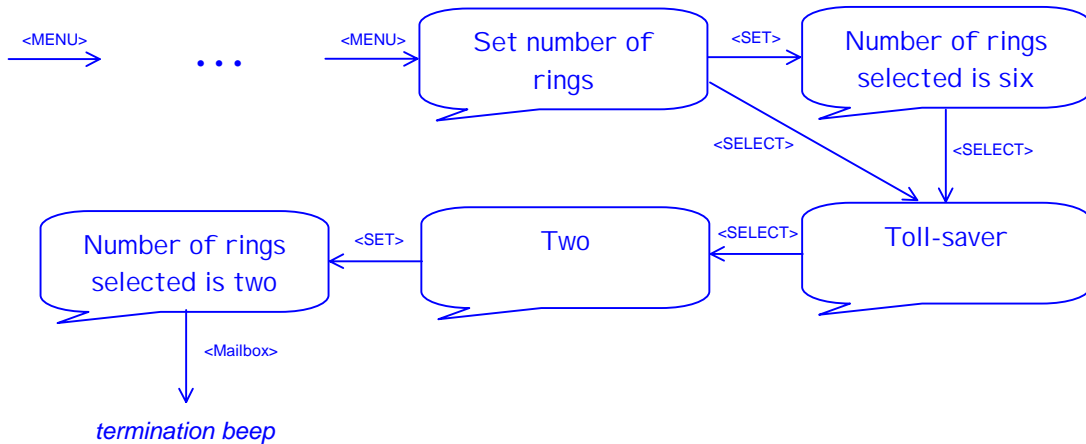 <MENU>
...
<MENU>
Set number of
rings
<SET>
Number of rings
selected is six
<SELECT>
<SELECT>
Number of rings
selected is two
<SET>
Two
<SELECT>
Toll-saver
<Mailbox>
termination beep